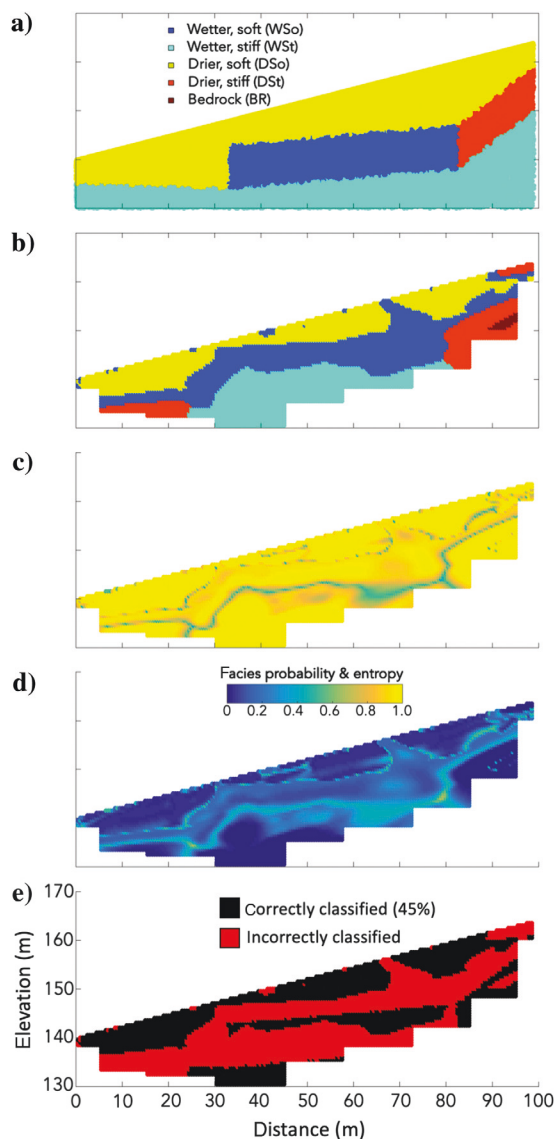 a)
Wetter, soft (WSo)
Wetter, stiff (WSt)
Drier, soft (DSo)
Drier, stiff (DSt)
Bedrock (BR)
b)
c)
d)
Facies probability & entropy
0 0.2 0.4 0.6 0.8 1.0
e)
Correctly classified (45%)
Incorrectly classified
Elevation (m)
170
160
150
140
130
0 10 20 30 40 50 60 70 80 90 100
Distance (m)